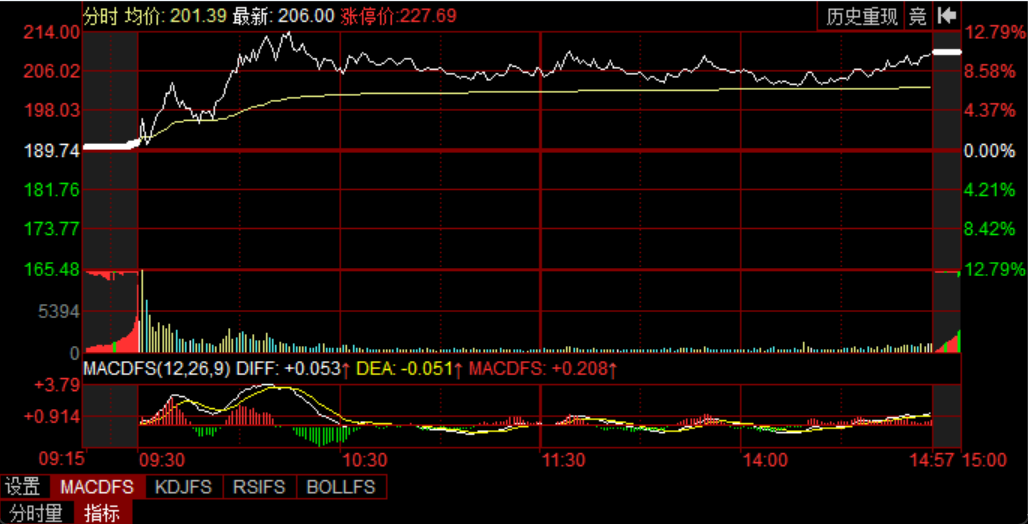 分时 均价: 201.39 最新: 206.00 涨停价:227.69 历史重现 竞
214.00 12.79%
206.02 8.58%
198.03 4.37%
189.74 0.00%
181.76 4.21%
173.77 8.42%
165.48 12.79%
5394
0
MACDFS(12,26,9) DIFF: +0.053↑ DEA: -0.051↑ MACDFS: +0.208↑
+3.79
+0.914
09:15 09:30 10:30 11:30 14:00 14:57 15:00
设置 MACDFS KDJFS RSIFS BOLLFS
分时量 指标